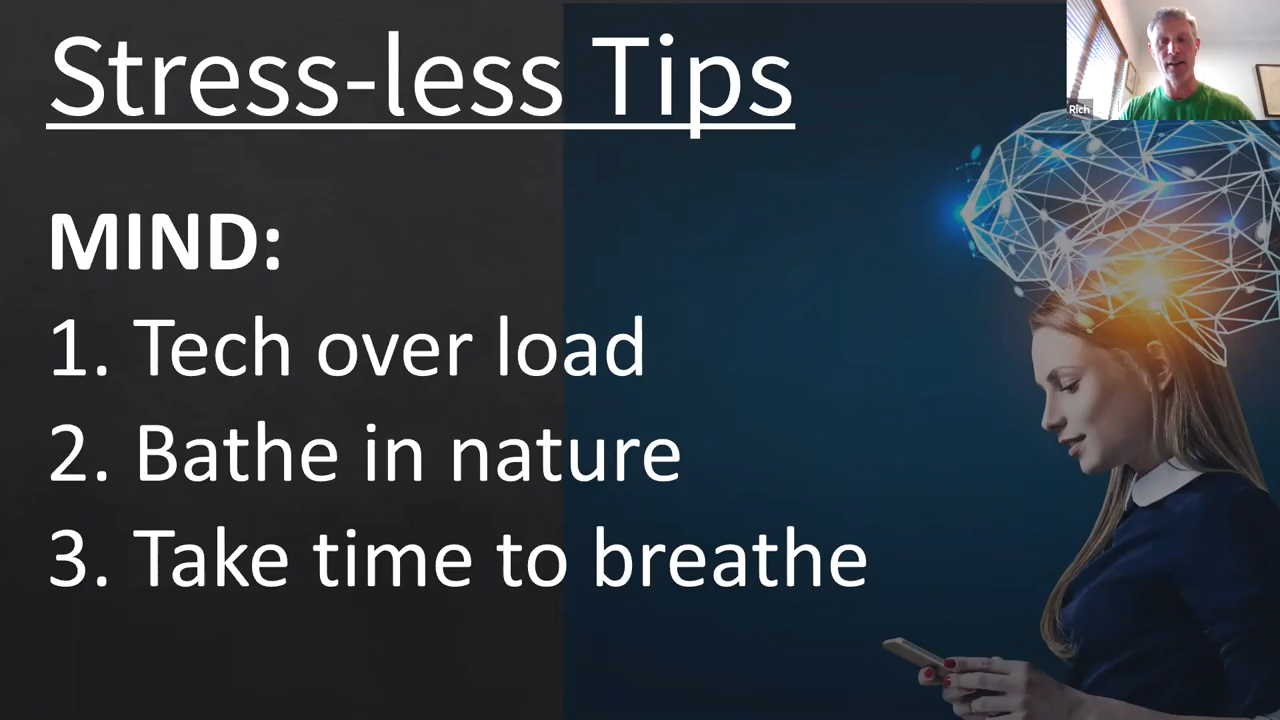 Stress-less Tips
Rich
MIND:
1. Tech over load
2. Bathe in nature
3. Take time to breathe